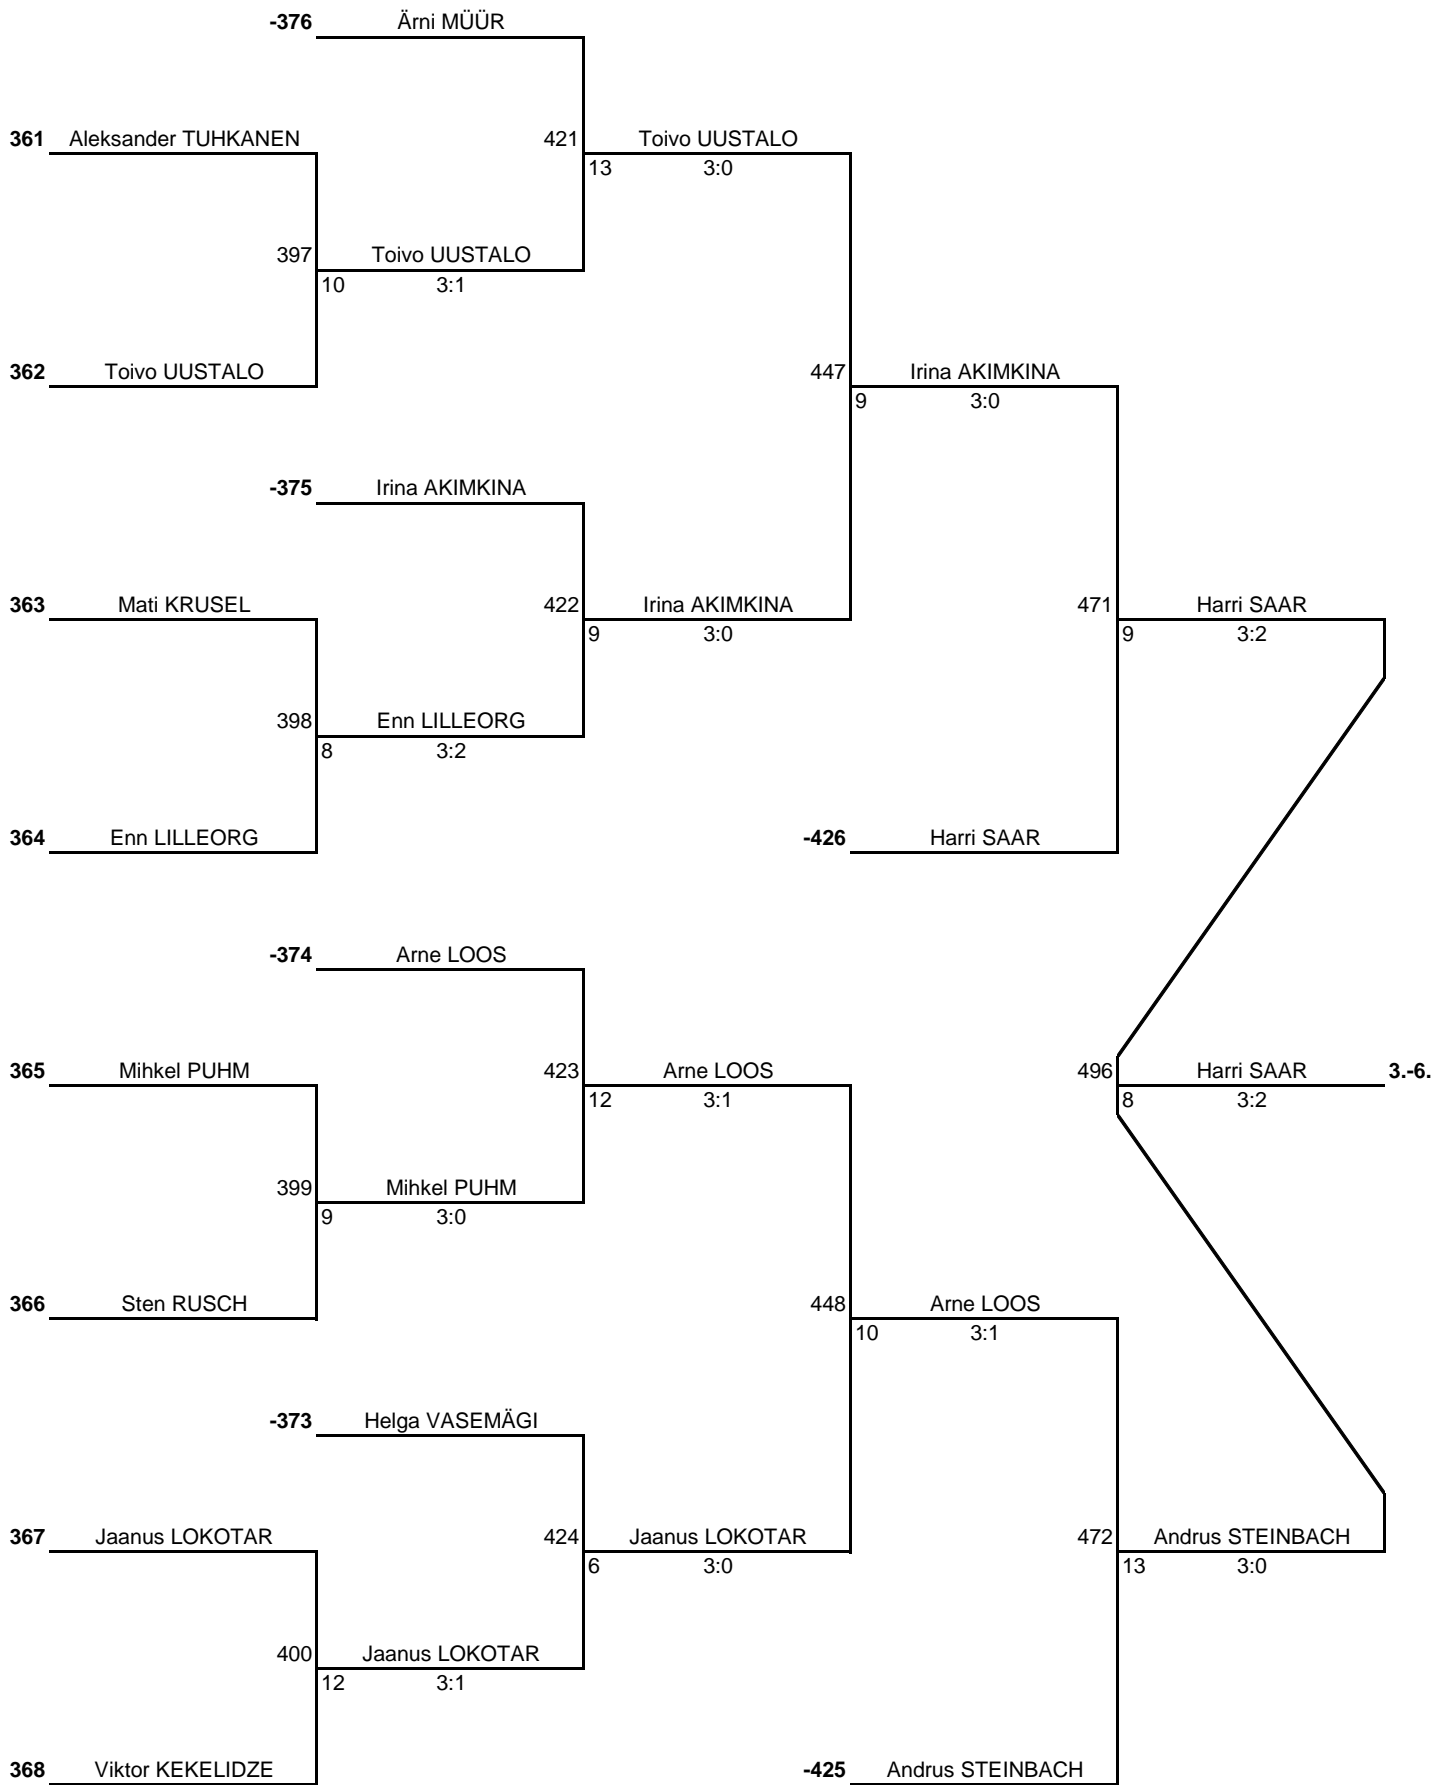 -376 Ärni MÜÜR
361 Aleksander TUHKANEN 421 Toivo UUSTALO
13 3:0
397 Toivo UUSTALO
10 3:1
362 Toivo UUSTALO 447 Irina AKIMKINA
9 3:0
-375 Irina AKIMKINA
363 Mati KRUSEL 422 Irina AKIMKINA 471 Harri SAAR
9 3:0 9 3:2
398 Enn LILLEORG
8 3:2
364 Enn LILLEORG -426 Harri SAAR
-374 Arne LOOS
365 Mihkel PUHM 423 Arne LOOS 496 Harri SAAR 3.-6.
12 3:1 8 3:2
399 Mihkel PUHM
9 3:0
366 Sten RUSCH 448 Arne LOOS
10 3:1
-373 Helga VASEMÄGI
367 Jaanus LOKOTAR 424 Jaanus LOKOTAR 472 Andrus STEINBACH
6 3:0 13 3:0
400 Jaanus LOKOTAR
12 3:1
368 Viktor KEKELIDZE -425 Andrus STEINBACH